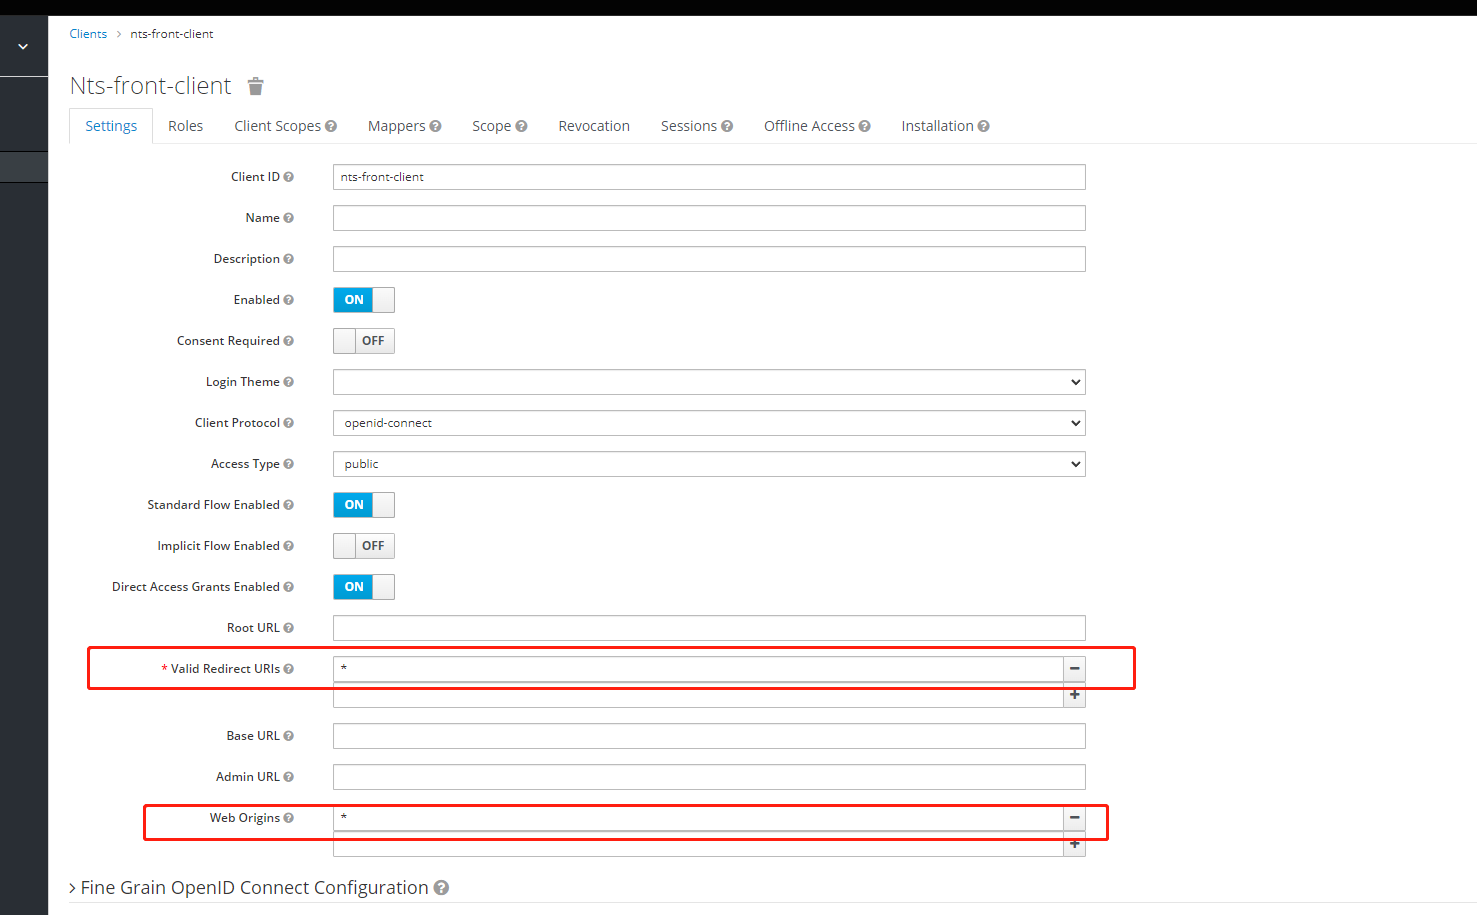 Clients > nts-front-client
Nts-front-client
Settings Roles Client Scopes Mappers Scope Revocation Sessions Offline Access Installation
Client ID nts-front-client
Name
Description
Enabled ON
Consent Required OFF
Login Theme
Client Protocol openid-connect
Access Type public
Standard Flow Enabled ON
Implicit Flow Enabled OFF
Direct Access Grants Enabled ON
Root URL
* Valid Redirect URIs *
Base URL
Admin URL
Web Origins *
Fine Grain OpenID Connect Configuration